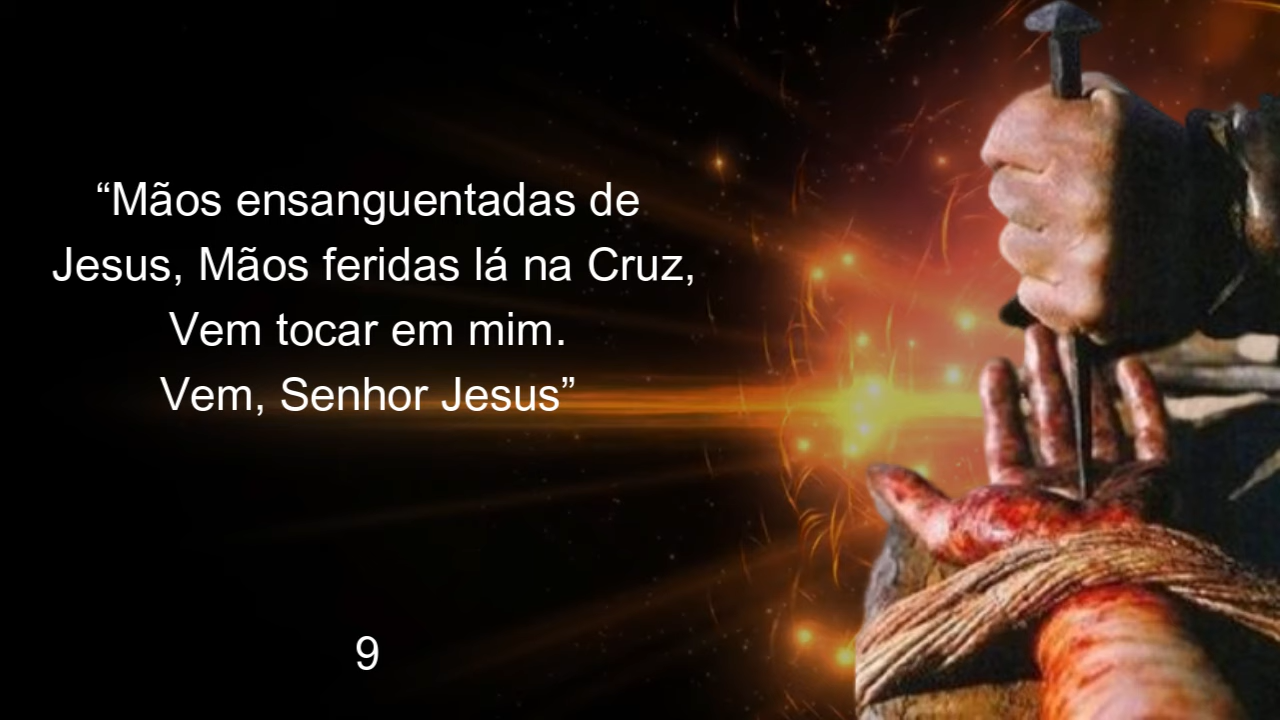 “Mãos ensanguentadas de
Jesus, Mãos feridas lá na Cruz,
Vem tocar em mim.
Vem, Senhor Jesus”
9